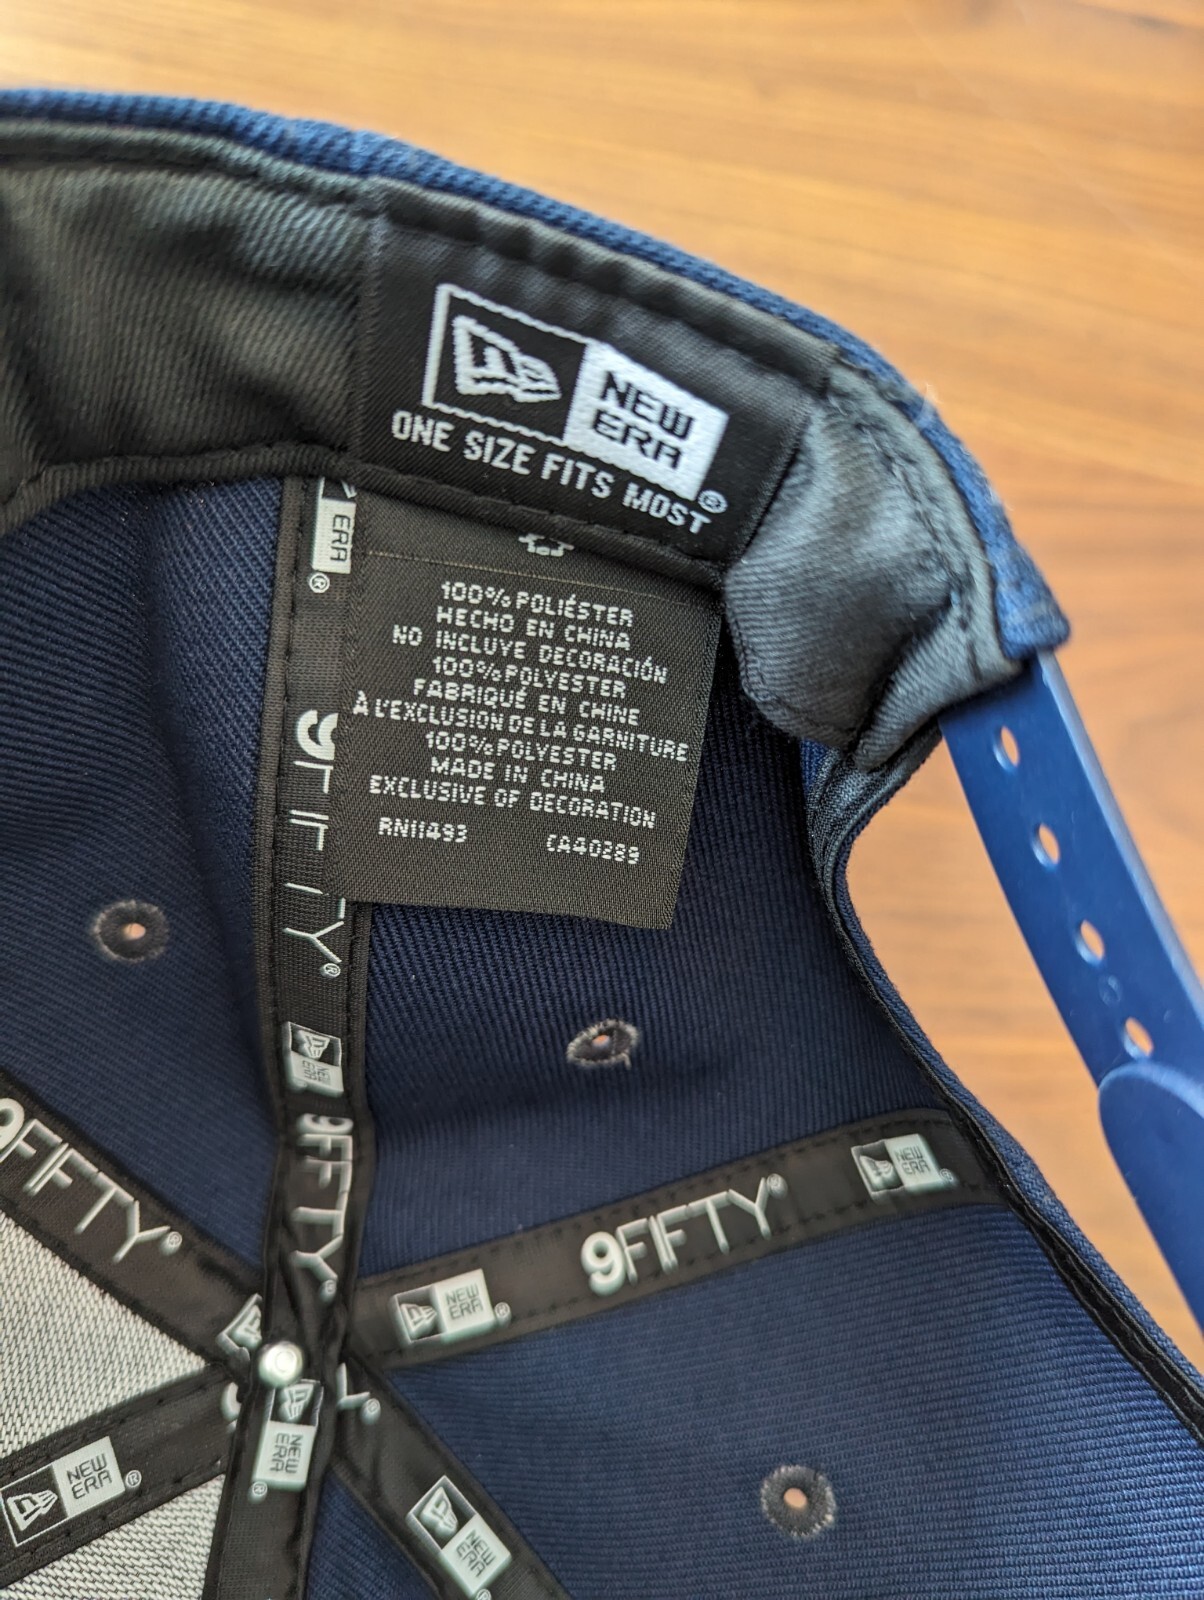 NEW
ERA
®
ONE SIZE FITS MOST
ERA
®
100% POLIÉSTER
HECHO EN CHINA
NO INCLUYE DECORACIÓN
100% POLYESTER
FABRIQUÉ EN CHINE
À L'EXCLUSION DE LA GARNITURE
100% POLYESTER
MADE IN CHINA
EXCLUSIVE OF DECORATION
RN11493 CA40289
9FIFTY®
NEW
ERA
9FIFTY®
9FIFTY®
NEW
ERA
®
9FIFTY®
NEW
ERA
NEW
ERA
®
NEW
ERA
®
NEW
ERA
®